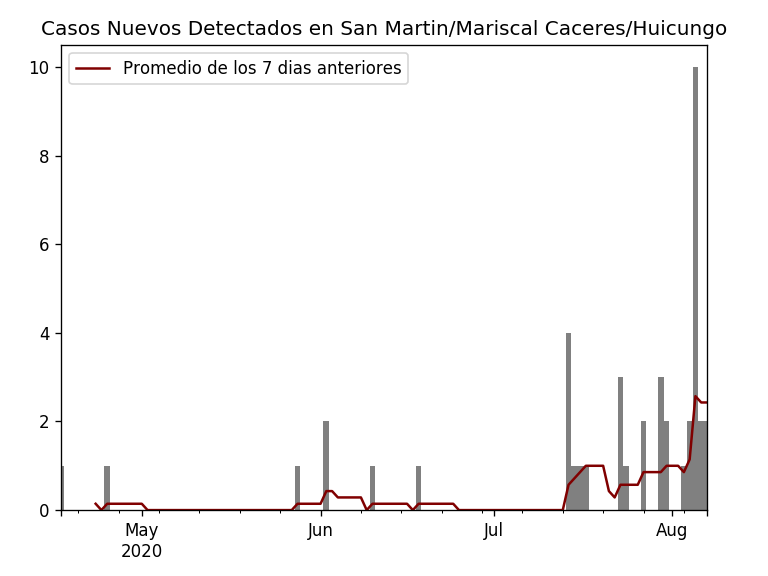 Casos Nuevos Detectados en San Martin/Mariscal Caceres/Huicungo
Promedio de los 7 dias anteriores
10
8
6
4
2
0
May Jun Jul Aug
2020